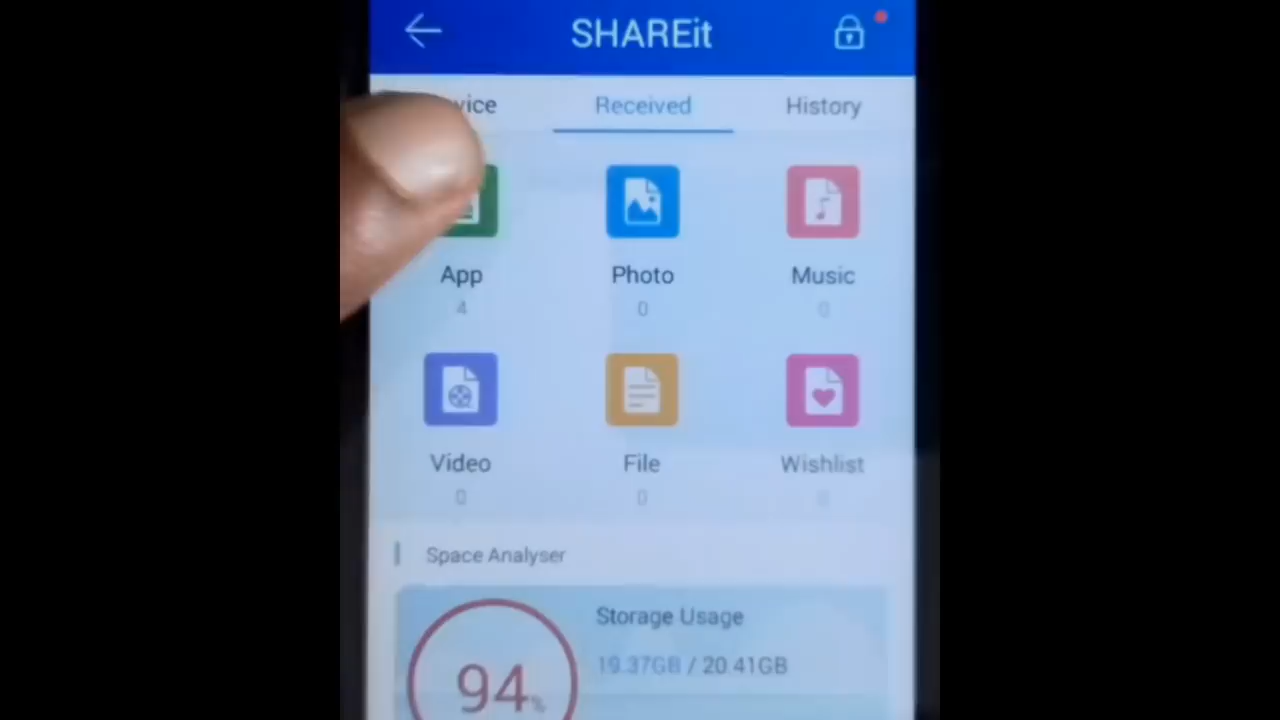 SHAREit
Received
History
App
Photo
Music
4
0
0
Video
File
Wishlist
0
0
0
Space Analyser
Storage Usage
19.37GB / 20.41GB
94%